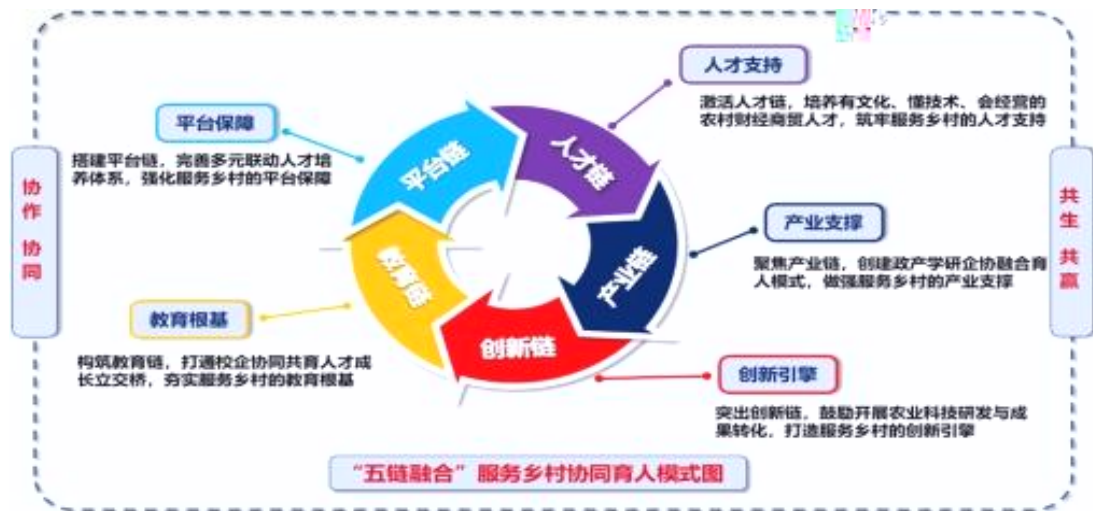 人才支持
激活人才链，培养有文化、懂技术、会经营的
农村财经商贸人才，筑牢服务乡村的人才支持
平台保障
搭建平台链，完善多元联动人才培
养体系，强化服务乡村的平台保障
平台链
人才链
协作 协同
共生 共赢
产业支撑
聚焦产业链，创建政产学研企协融合育
人模式，做强服务乡村的产业支撑
教育链
产业链
创新链
教育根基
构筑教育链，打通校企协同共育人才成
长立交桥，夯实服务乡村的教育根基
创新引擎
突出创新链，鼓励开展农业科技研发与成
果转化，打造服务乡村的创新引擎
“五链融合”服务乡村协同育人模式图